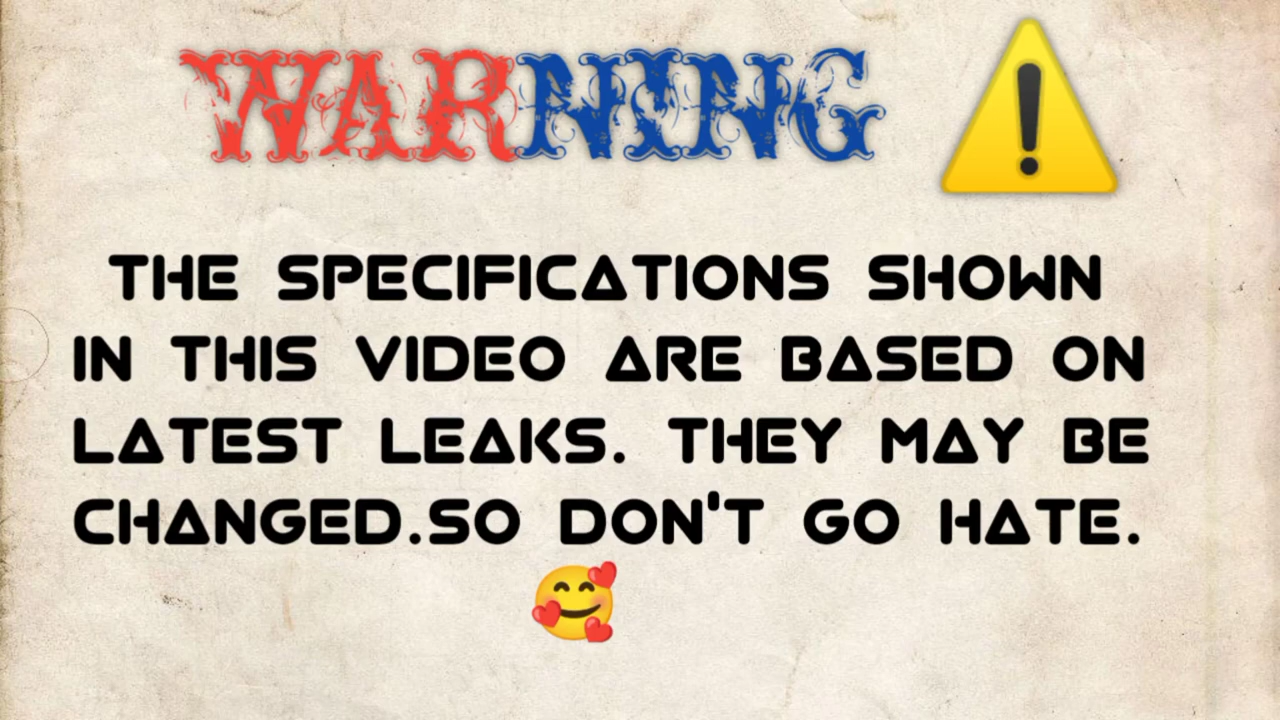 WARNING ⚠️
THE SPECIFICATIONS SHOWN
IN THIS VIDEO ARE BASED ON
LATEST LEAKS. THEY MAY BE
CHANGED.SO DON'T GO HATE.
🥰